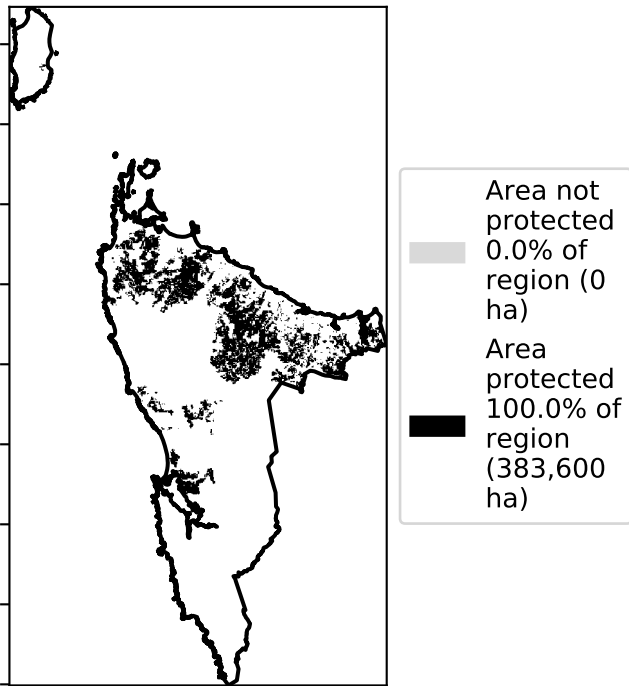 Area not
protected
0.0% of
region (0
ha)
Area
protected
100.0% of
region
(383,600
ha)